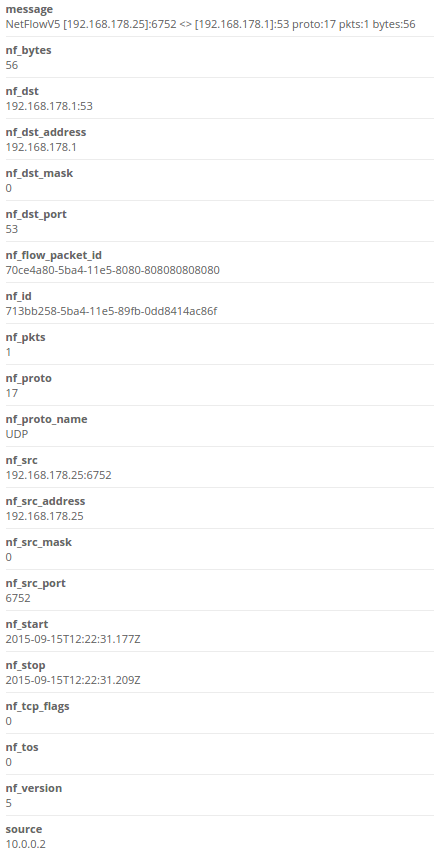 message
NetFlowV5 [192.168.178.25]:6752 <> [192.168.178.1]:53 proto:17 pkts:1 bytes:56
nf_bytes
56
nf_dst
192.168.178.1:53
nf_dst_address
192.168.178.1
nf_dst_mask
0
nf_dst_port
53
nf_flow_packet_id
70ce4a80-5ba4-11e5-8080-808080808080
nf_id
713bb258-5ba4-11e5-89fb-0dd8414ac86f
nf_pkts
1
nf_proto
17
nf_proto_name
UDP
nf_src
192.168.178.25:6752
nf_src_address
192.168.178.25
nf_src_mask
0
nf_src_port
6752
nf_start
2015-09-15T12:22:31.177Z
nf_stop
2015-09-15T12:22:31.209Z
nf_tcp_flags
0
nf_tos
0
nf_version
5
source
10.0.0.2